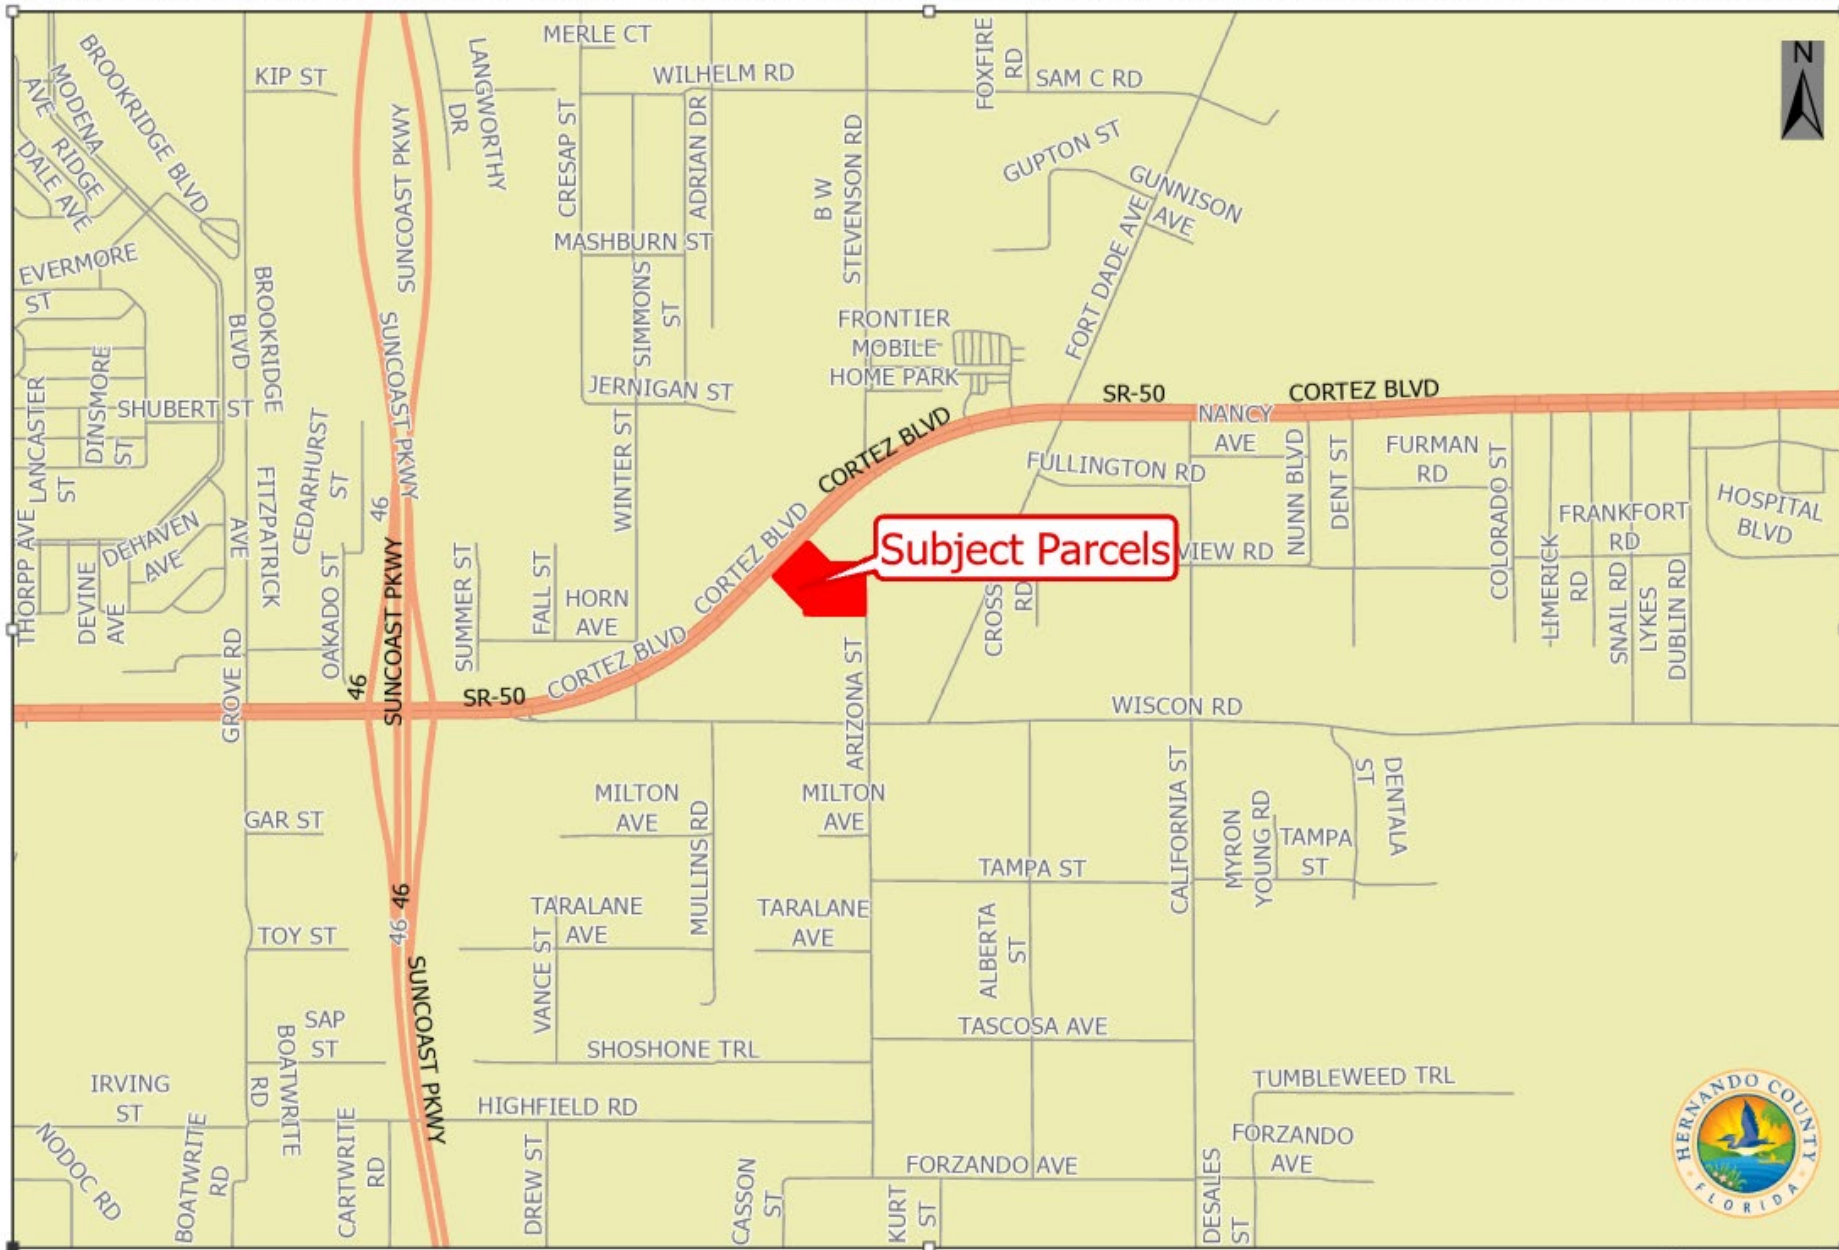 MERLE CT
KIP ST
LANGWORTHY
DR
WILHELM RD
FOXFIRE
RD
SAM C RD
N
AVE
MODENA
BROOKRIDGE BLVD
RIDGE
DALE AVE
SUNCOAST PKWY
CRESAP ST
ADRIAN DR
B W
STEVENSON RD
GUPTON ST
GUNNISON
AVE
MASHBURN ST
EVERMORE
ST
BROOKRIDGE
BLVD
SUNCOAST PKWY
SIMMONS
ST
FRONTIER
MOBILE
HOME PARK
FORT DADE AVE
JERNIGAN ST
SR-50
CORTEZ BLVD
LANCASTER
ST
DINSMORE
ST
SHUBERT ST
CEDARHURST
ST
WINTER ST
CORTEZ BLVD
NANCY
AVE
NUNN BLVD
DENT ST
FURMAN
RD
COLORADO ST
FULLINGTON RD
FITZPATRICK
AVE
46
THORPP AVE
DEHAVEN
AVE
DEVINE
AVE
OAKADO ST
SUNCOAST PKWY
SUMMER ST
FALL ST
HORN
AVE
CORTEZ BLVD
Subject Parcels
VIEW RD
CROSS
RD
LIMERICK
RD
FRANKFORT
RD
SNAIL RD
LYKES
DUBLIN RD
HOSPITAL
BLVD
GROVE RD
46
SR-50
CORTEZ BLVD
ARIZONA ST
WISCON RD
GAR ST
MILTON
AVE
MULLINS RD
MILTON
AVE
CALIFORNIA ST
MYRON
YOUNG RD
TAMPA
ST
DENTALA
ST
TAMPA ST
46
46
TOY ST
TARALANE
AVE
VANCE ST
TARALANE
AVE
ALBERTA
ST
SUNCOAST PKWY
SAP
ST
SHOSHONE TRL
TASCOSA AVE
IRVING
ST
BOATWRITE
RD
HIGHFIELD RD
TUMBLEWEED TRL
NODOC RD
BOATWRITE
RD
CARTWRITE
RD
DREW ST
CASSON
ST
FORZANDO AVE
KURT
ST
DESALES
ST
FORZANDO
AVE
HERNANDO COUNTY
FLORIDA